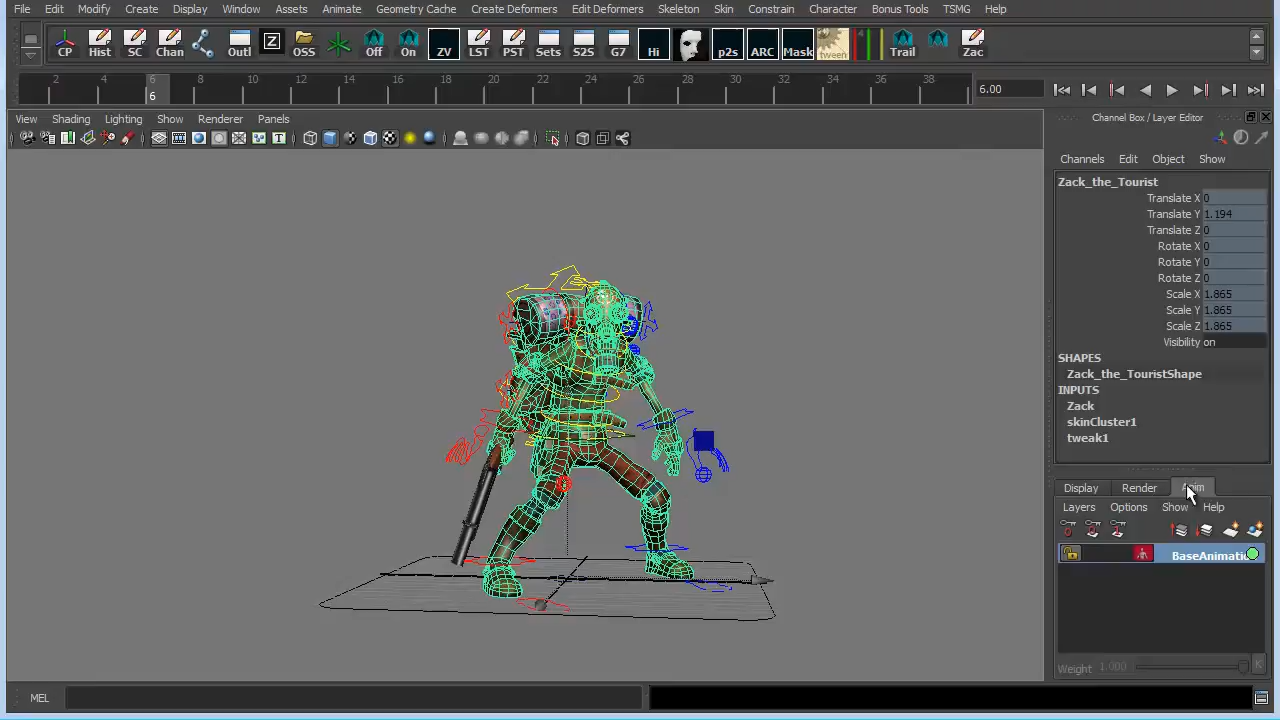 File Edit Modify Create Display Window Assets Animate Geometry Cache Create Deformers Edit Deformers Skeleton Skin Constrain Character Bonus Tools TSMG Help
CP Hist SC Chan Outl Z OSS Off On ZV LST PST Sets S2S G7 Hi p2s ARC Mask tween Trail Zac
2 4 6 8 10 12 14 16 18 20 22 24 26 28 30 32 34 36 38
6
6.00
View Shading Lighting Show Renderer Panels
T
Channel Box / Layer Editor
Channels Edit Object Show
Zack_the_Tourist
Translate X 0
Translate Y 1.194
Translate Z 0
Rotate X 0
Rotate Y 0
Rotate Z 0
Scale X 1.865
Scale Y 1.865
Scale Z 1.865
Visibility on
SHAPES
Zack_the_TouristShape
INPUTS
Zack
skinCluster1
tweak1
Display Render Anim
Layers Options Show Help
BaseAnimatic
Weight 1.000 K
MEL